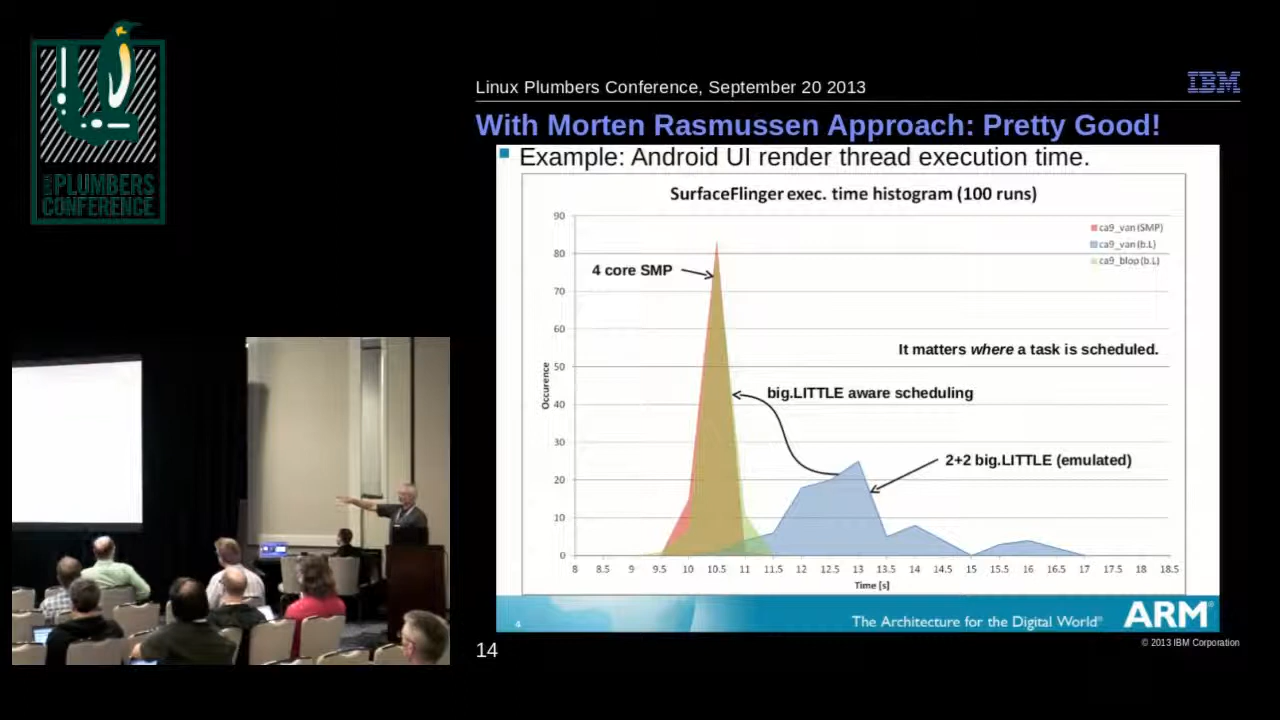 PLUMBERS
CONFERENCE
Linux Plumbers Conference, September 20 2013
IBM
With Morten Rasmussen Approach: Pretty Good!
Example: Android UI render thread execution time.
SurfaceFlinger exec. time histogram (100 runs)
90
80
70
60
50
40
30
20
10
0
Occurence
ca9_van (SMP)
ca9_van (b.L)
ca9_blop (b.L)
4 core SMP
It matters where a task is scheduled.
big.LITTLE aware scheduling
2+2 big.LITTLE (emulated)
8 8.5 9 9.5 10 10.5 11 11.5 12 12.5 13 13.5 14 14.5 15 15.5 16 17 18 18.5
Time [s]
4
The Architecture for the Digital World®
ARM®
14
© 2013 IBM Corporation